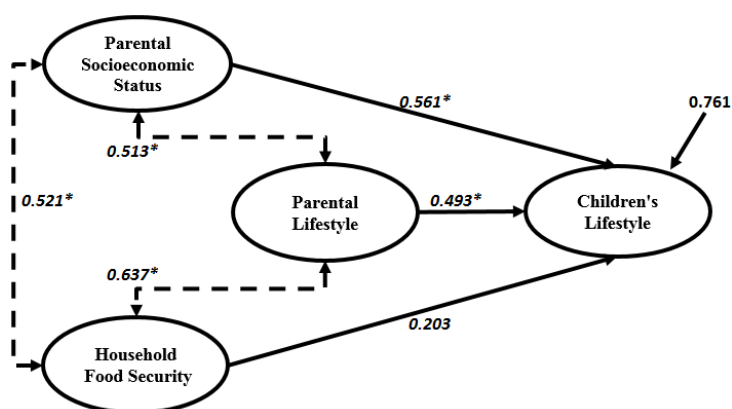 Parental
Socioeconomic
Status
0.561*
0.761
0.513*
0.521*
Parental
Lifestyle
0.493*
Children's
Lifestyle
0.637*
0.203
Household
Food Security